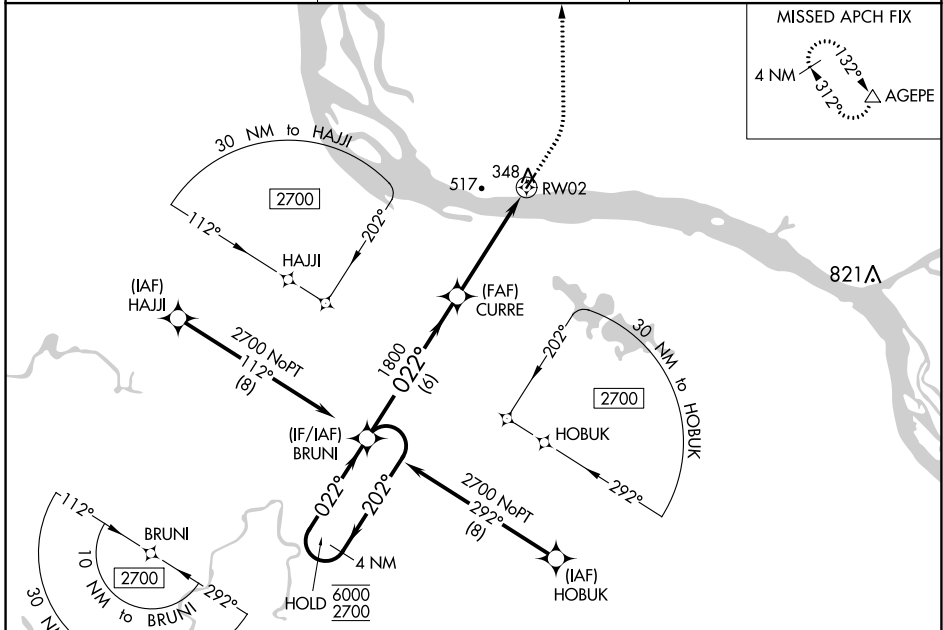 MISSED APCH FIX
4 NM
132°
312°
AGEPE
30 NM to HAJJI
2700
112°
202°
HAJJI
517
348
RW02
821
(IAF)
HAJJI
2700 NoPT
112°
(8)
(FAF)
CURRE
1800
022°
(6)
30 NM to HOBUK
202°
2700
HOBUK
292°
(IF/IAF)
BRUNI
022°
202°
4 NM
HOLD
6000
2700
2700 NoPT
292°
(8)
(IAF)
HOBUK
112°
BRUNI
2700
292°
10 NM to BRUNI
30 NM